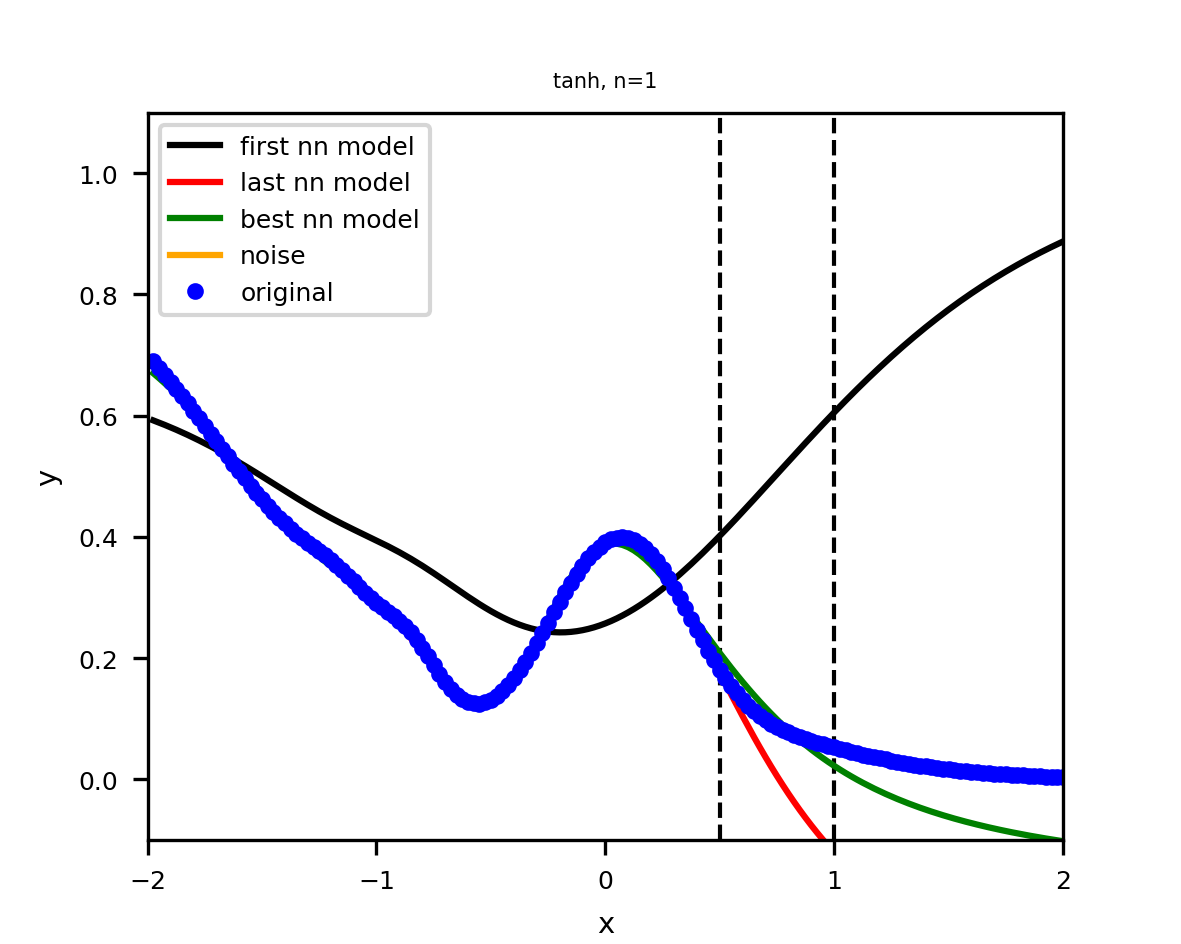 tanh, n=1
first nn model
last nn model
best nn model
noise
original
1.0
0.8
0.6
0.4
0.2
0.0
y
−2
−1
0
1
2
x